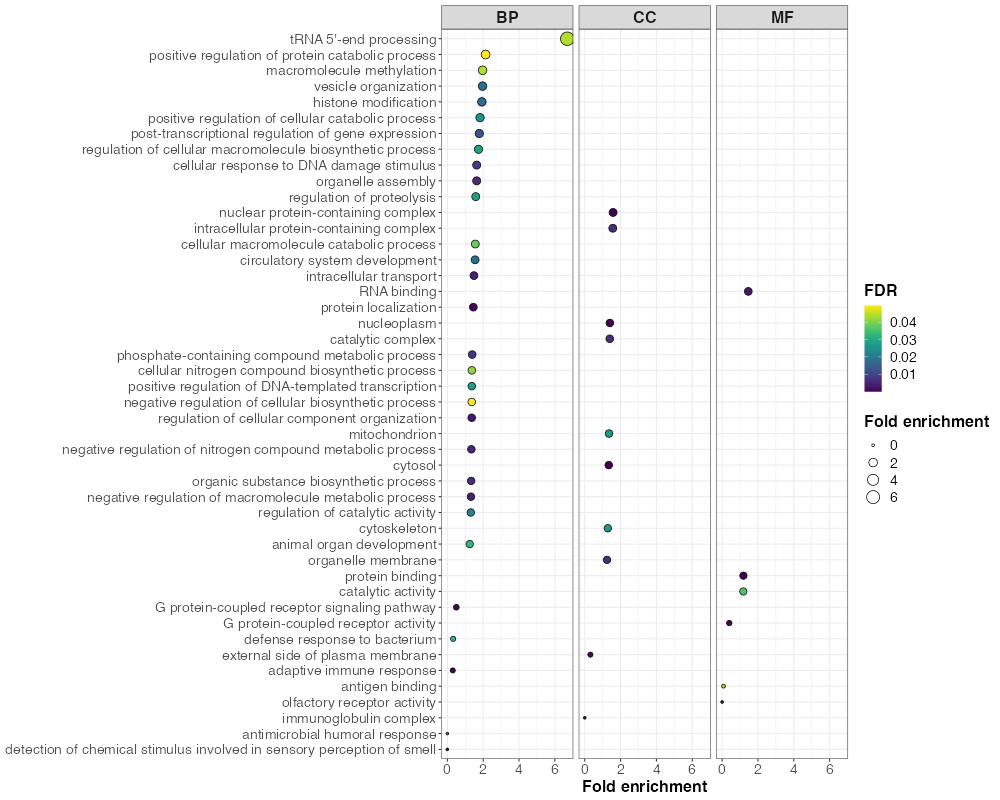 BP CC MF
tRNA 5'-end processing
positive regulation of protein catabolic process
macromolecule methylation
vesicle organization
histone modification
positive regulation of cellular catabolic process
post-transcriptional regulation of gene expression
regulation of cellular macromolecule biosynthetic process
cellular response to DNA damage stimulus
organelle assembly
regulation of proteolysis
nuclear protein-containing complex
intracellular protein-containing complex
cellular macromolecule catabolic process
circulatory system development
intracellular transport
RNA binding
protein localization
nucleoplasm
catalytic complex
phosphate-containing compound metabolic process
cellular nitrogen compound biosynthetic process
positive regulation of DNA-templated transcription
negative regulation of cellular biosynthetic process
regulation of cellular component organization
mitochondrion
negative regulation of nitrogen compound metabolic process
cytosol
organic substance biosynthetic process
negative regulation of macromolecule metabolic process
regulation of catalytic activity
cytoskeleton
animal organ development
organelle membrane
protein binding
catalytic activity
G protein-coupled receptor signaling pathway
G protein-coupled receptor activity
defense response to bacterium
external side of plasma membrane
adaptive immune response
antigen binding
olfactory receptor activity
immunoglobulin complex
antimicrobial humoral response
detection of chemical stimulus involved in sensory perception of smell
0 2 4 6 0 2 4 6 0 2 4 6
Fold enrichment
FDR
0.04
0.03
0.02
0.01
Fold enrichment
0
2
4
6